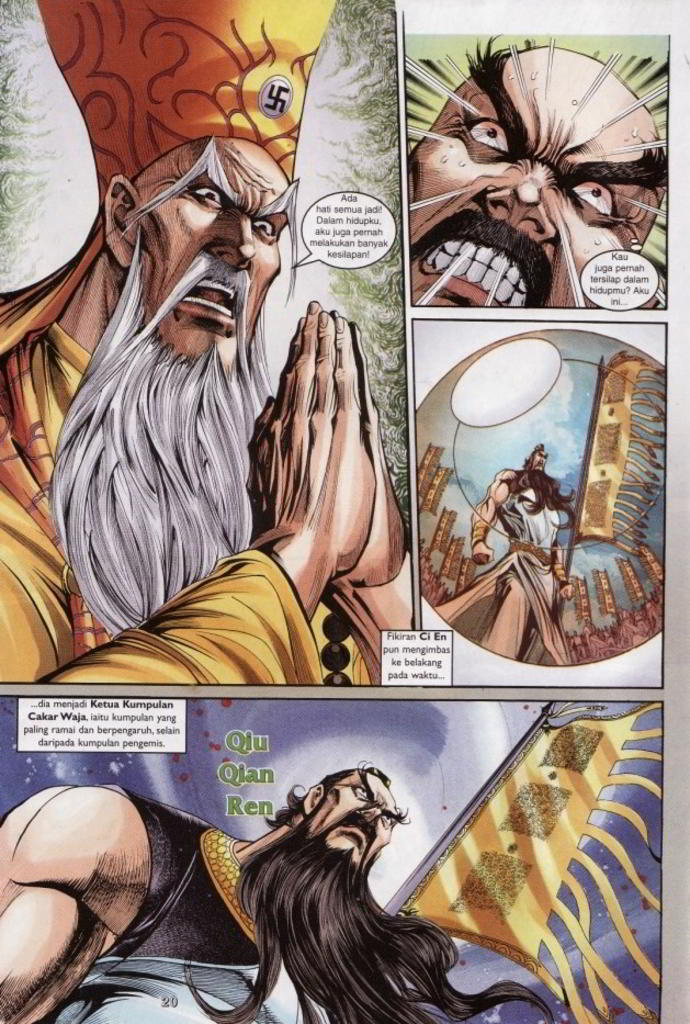 Ada
hati semua jadi!
Dalam hidupku,
aku juga pernah
melakukan banyak
kesilapan!
Kau
juga pernah
tersilap dalam
hidupmu? Aku
ini...
Fikiran Ci En
pun mengimbas
ke belakang
pada waktu...
...dia menjadi Ketua Kumpulan
Cakar Waja, iaitu kumpulan yang
paling ramai dan berpengaruh, selain
daripada kumpulan pengemis.
Qiu
Qian
Ren
20